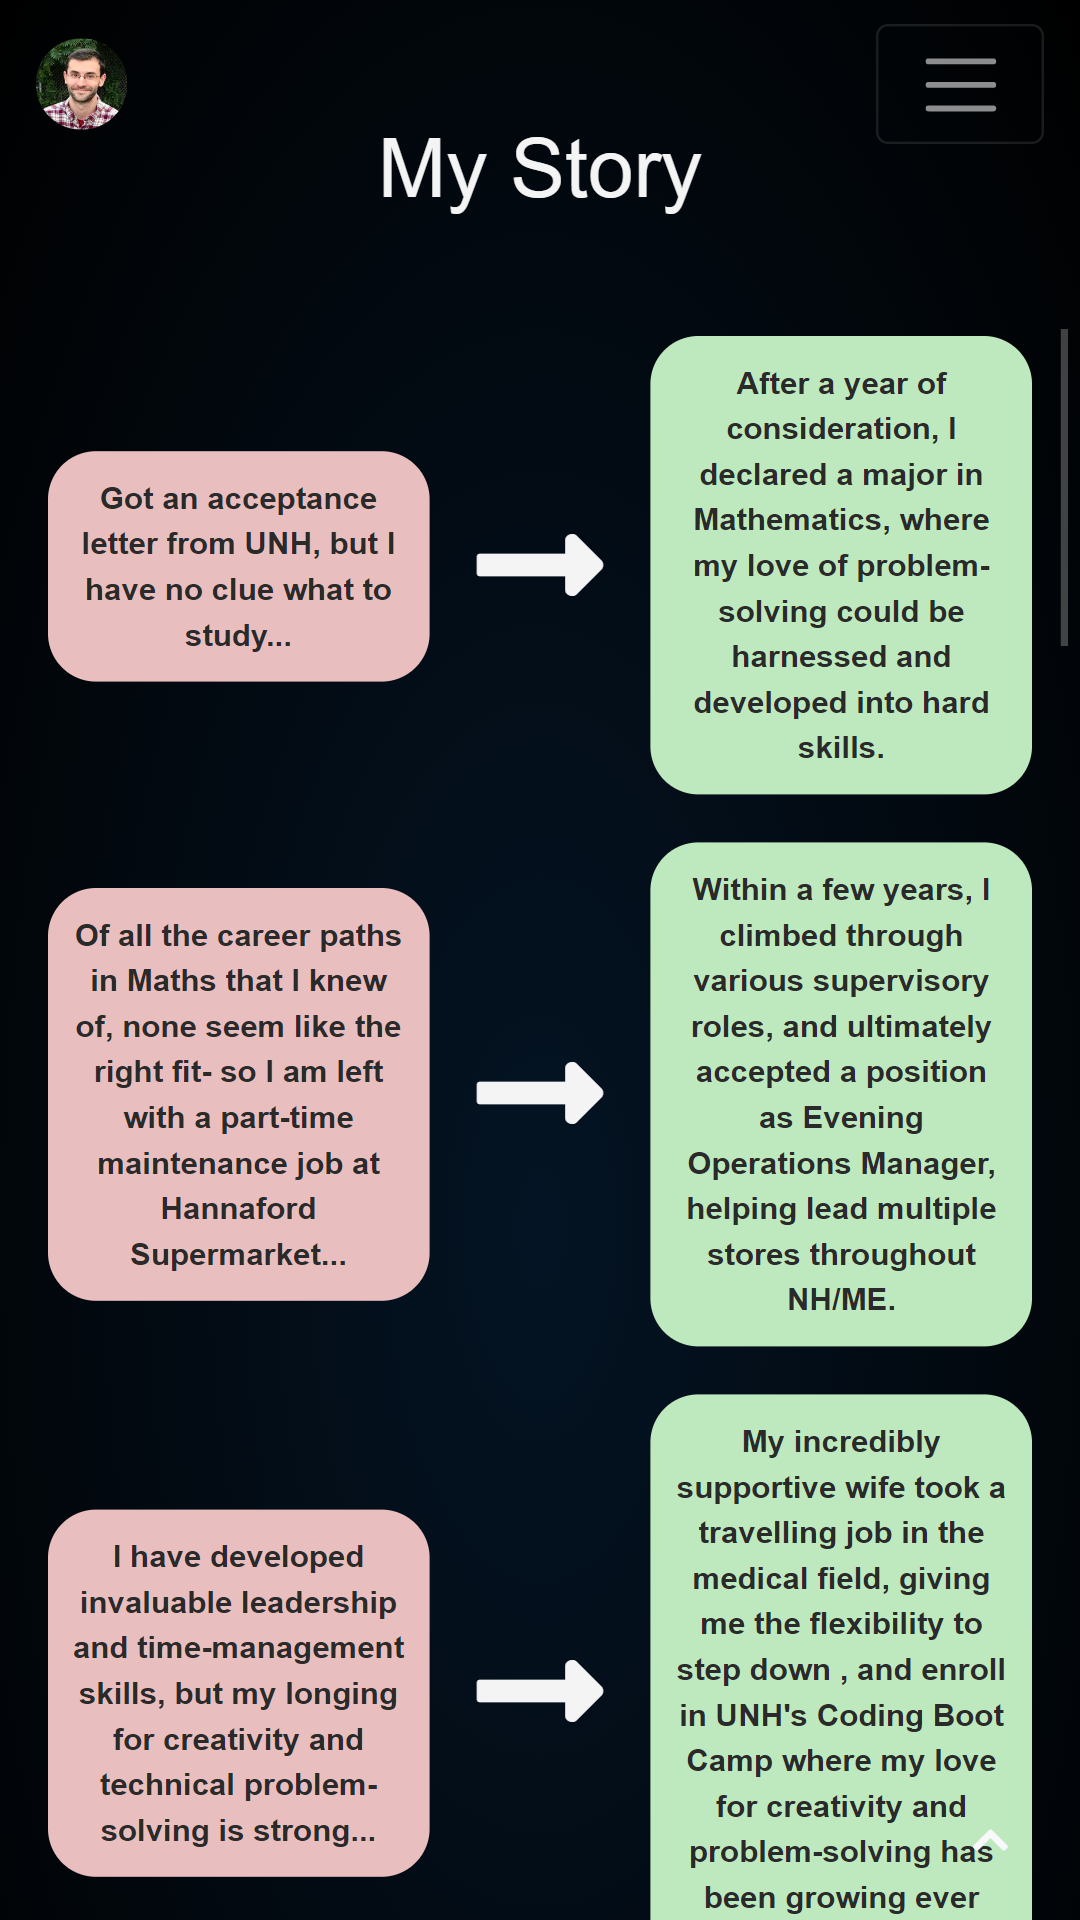 My Story
Got an acceptance
letter from UNH, but I
have no clue what to
study...
After a year of
consideration, I
declared a major in
Mathematics, where
my love of problem-
solving could be
harnessed and
developed into hard
skills.
Of all the career paths
in Maths that I knew
of, none seem like the
right fit- so I am left
with a part-time
maintenance job at
Hannaford
Supermarket...
Within a few years, I
climbed through
various supervisory
roles, and ultimately
accepted a position
as Evening
Operations Manager,
helping lead multiple
stores throughout
NH/ME.
I have developed
invaluable leadership
and time-management
skills, but my longing
for creativity and
technical problem-
solving is strong...
My incredibly
supportive wife took a
travelling job in the
medical field, giving
me the flexibility to
step down , and enroll
in UNH's Coding Boot
Camp where my love
for creativity and
problem-solving has
been growing ever